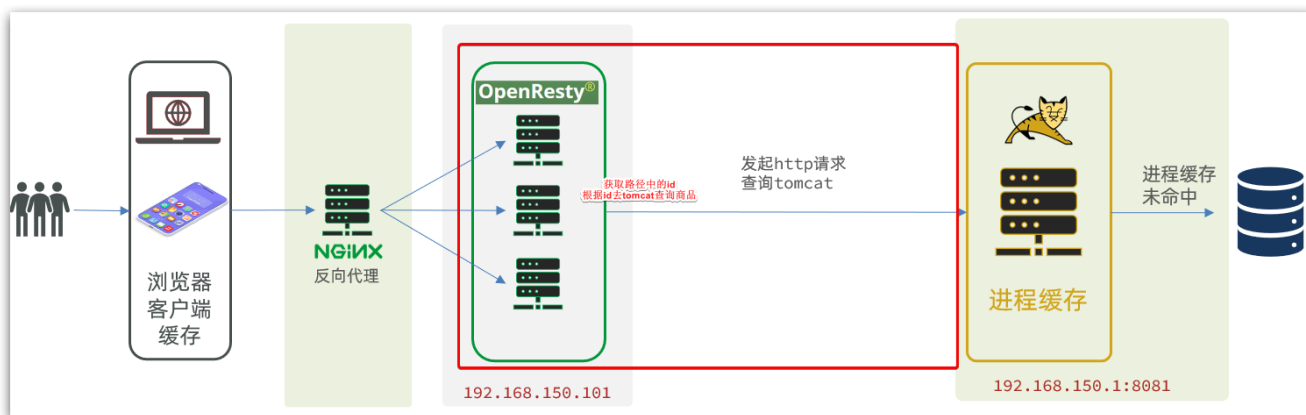 浏览器
客户端
缓存
NGiNX
反向代理
OpenResty®
获取路径中的id
根据id去tomcat查询商品
192.168.150.101
发起http请求
查询tomcat
进程缓存
192.168.150.1:8081
进程缓存
未命中